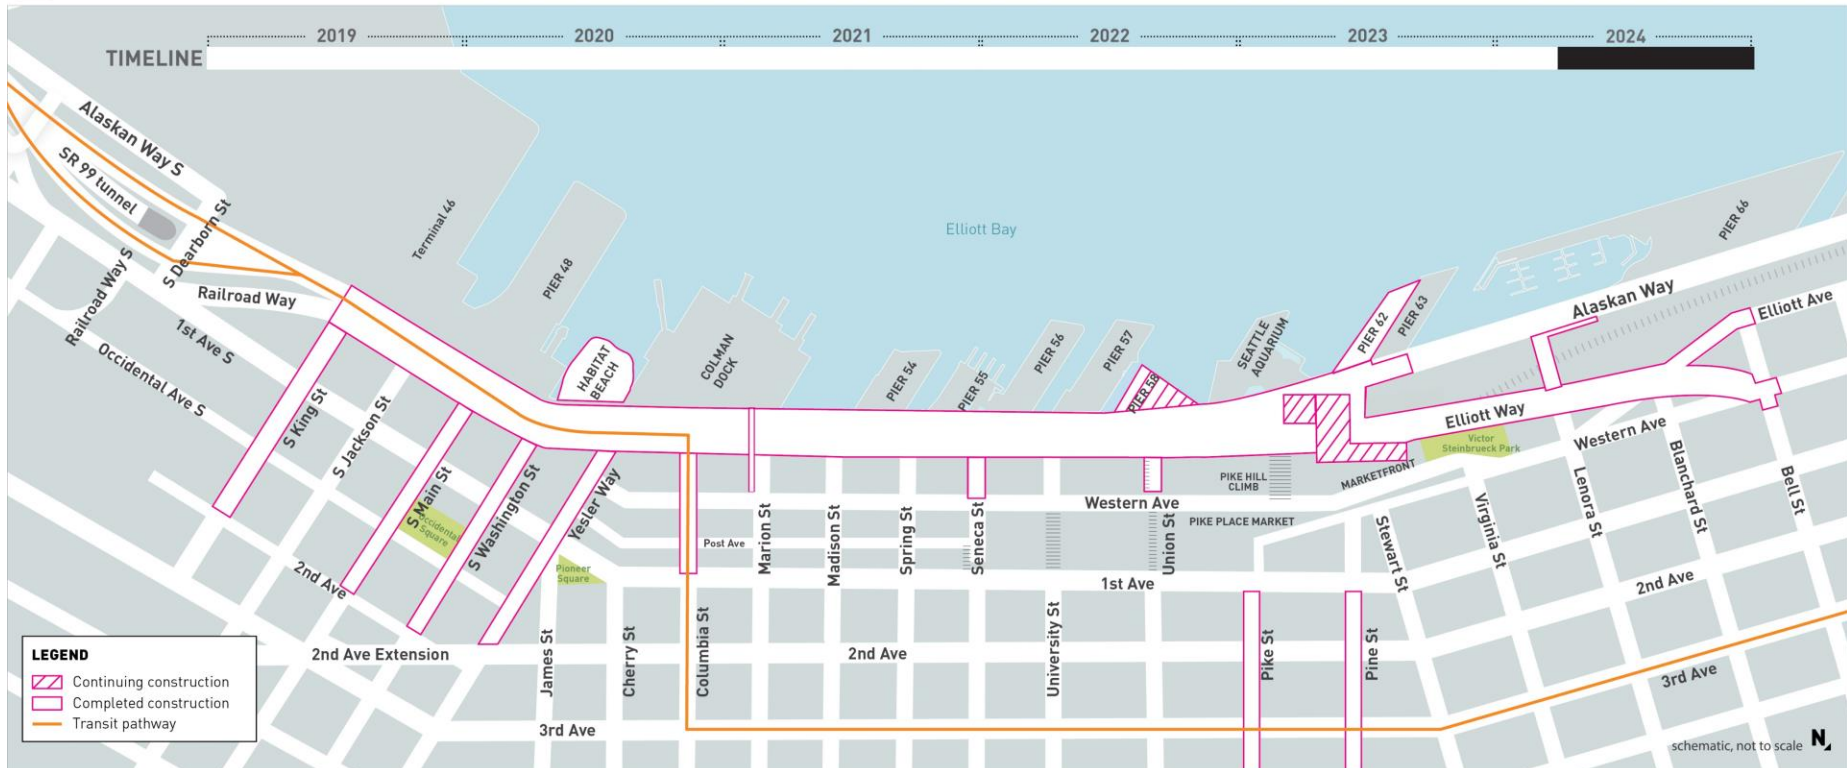 2019
2020
2021
2022
2023
2024
TIMELINE
Alaskan Way S
SR 99 tunnel
S Dearborn St
Railroad Way S
Railroad Way
1st Ave S
Occidental Ave S
Terminal 46
PIER 48
Elliott Bay
HABITAT
BEACH
COLMAN
DOCK
PIER 54
PIER 55
PIER 56
PIER 57
PIER 58
SEATTLE
AQUARIUM
PIER 62
PIER 63
PIER 66
Alaskan Way
Elliott Ave
Elliott Way
Victor
Steinbrueck Park
Western Ave
MARKETFRONT
PIKE HILL
CLIMB
Western Ave
PIKE PLACE MARKET
S King St
S Jackson St
S Main St
Occidental
Square
S Washington St
Yesler Way
Pioneer
Square
Post Ave
Marion St
Madison St
Spring St
Seneca St
Union St
Stewart St
Virginia St
Lenora St
Blanchard St
Bell St
1st Ave
2nd Ave
2nd Ave
2nd Ave Extension
2nd Ave
James St
Cherry St
Columbia St
University St
Pike St
Pine St
3rd Ave
3rd Ave
LEGEND
Continuing construction
Completed construction
Transit pathway
schematic, not to scale
N